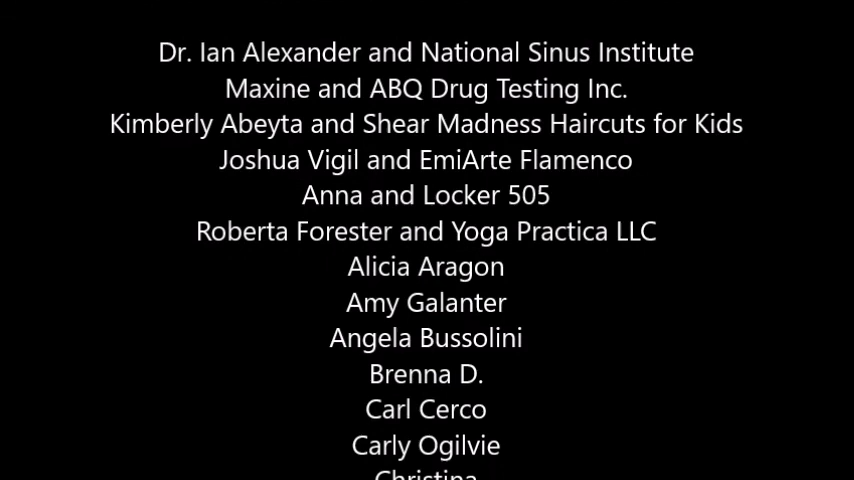 Dr. Ian Alexander and National Sinus Institute
Maxine and ABQ Drug Testing Inc.
Kimberly Abeyta and Shear Madness Haircuts for Kids
Joshua Vigil and EmiArte Flamenco
Anna and Locker 505
Roberta Forester and Yoga Practica LLC
Alicia Aragon
Amy Galanter
Angela Bussolini
Brenna D.
Carl Cerco
Carly Ogilvie
Christina